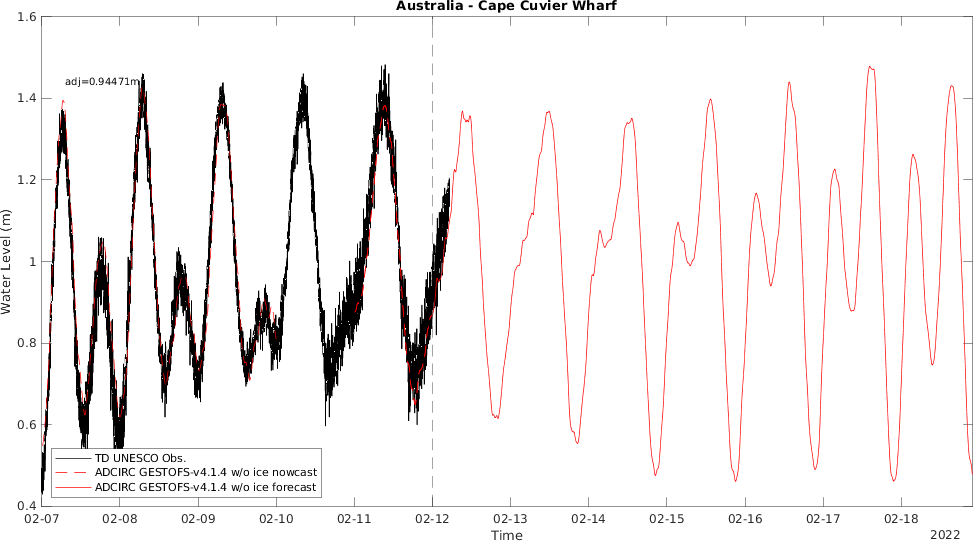 Australia - Cape Cuvier Wharf
1.6
adj=0.94471m
1.4
1.2
Water Level (m)
1
0.8
0.6
TD UNESCO Obs.
ADCIRC GESTOFS-v4.1.4 w/o ice nowcast
ADCIRC GESTOFS-v4.1.4 w/o ice forecast
0.4
02-07 02-08 02-09 02-10 02-11 02-12 02-13 02-14 02-15 02-16 02-17 02-18
Time
2022